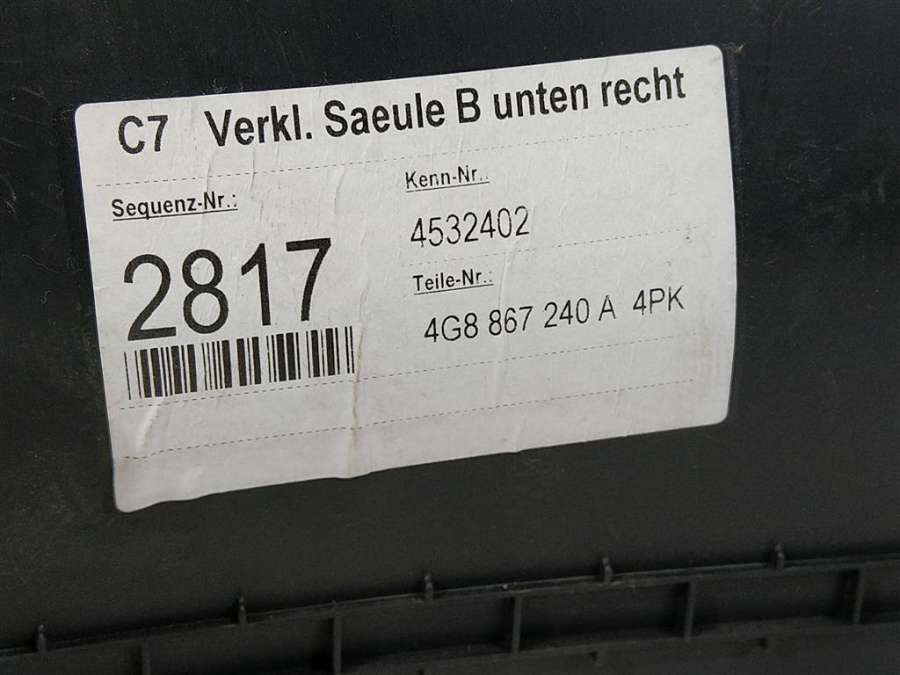 C7 Verkl. Saeule B unten recht
Sequenz-Nr.:
2817
Kenn-Nr.:
4532402
Teile-Nr.:
4G8 867 240 A 4PK